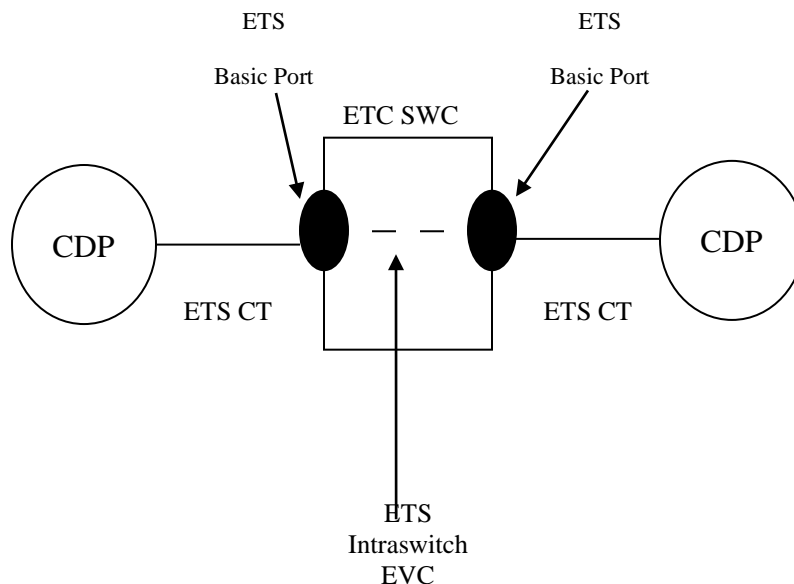 ETS
Basic Port
ETS
Basic Port
ETC SWC
CDP
CDP
ETS CT
ETS CT
ETS
Intraswitch
EVC